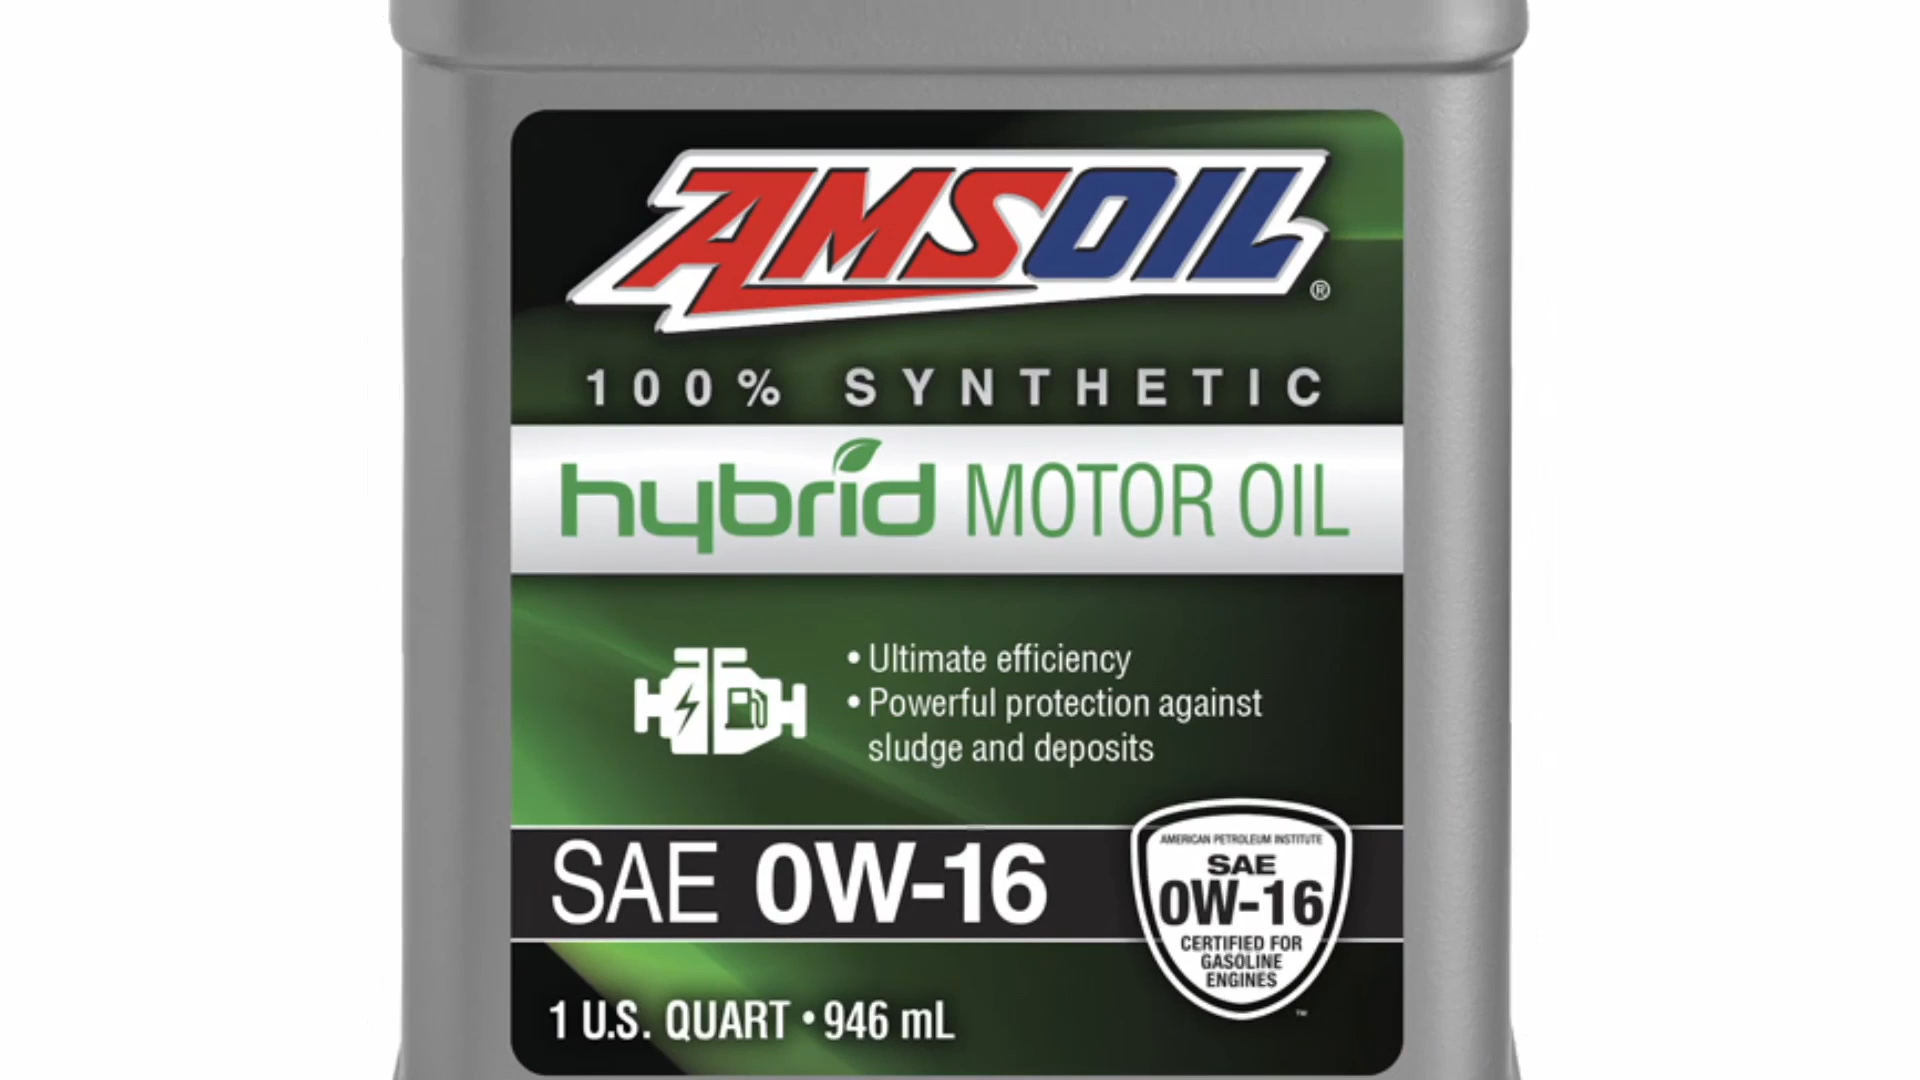 AMSOIL®
100% SYNTHETIC
hybrid MOTOR OIL
• Ultimate efficiency
• Powerful protection against
sludge and deposits
SAE 0W-16
AMERICAN PETROLEUM INSTITUTE
SAE
0W-16
CERTIFIED FOR
GASOLINE
ENGINES
™
1 U.S. QUART • 946 mL